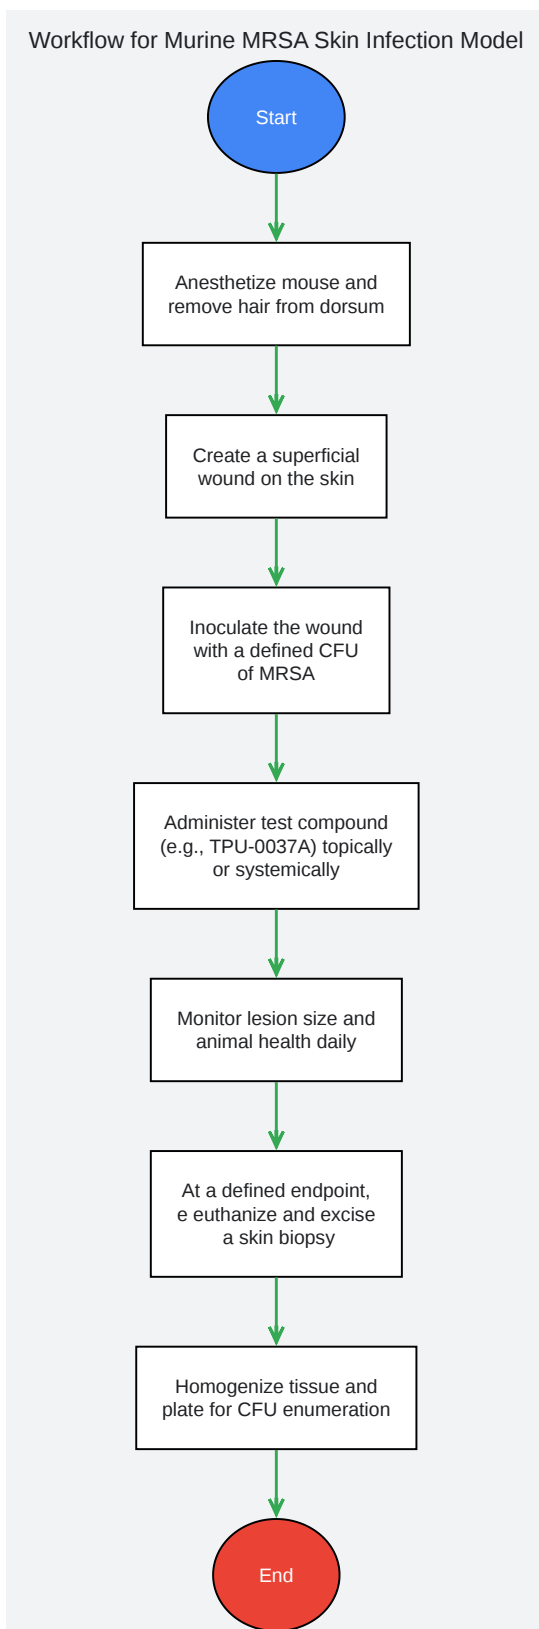 Workflow for Murine MRSA Skin Infection Model
Start
Anesthetize mouse and
remove hair from dorsum
Create a superficial
wound on the skin
Inoculate the wound
with a defined CFU
of MRSA
Administer test compound
(e.g., TPU-0037A) topically
or systemically
Monitor lesion size and
animal health daily
At a defined endpoint,
e euthanize and excise
a skin biopsy
Homogenize tissue and
plate for CFU enumeration
End